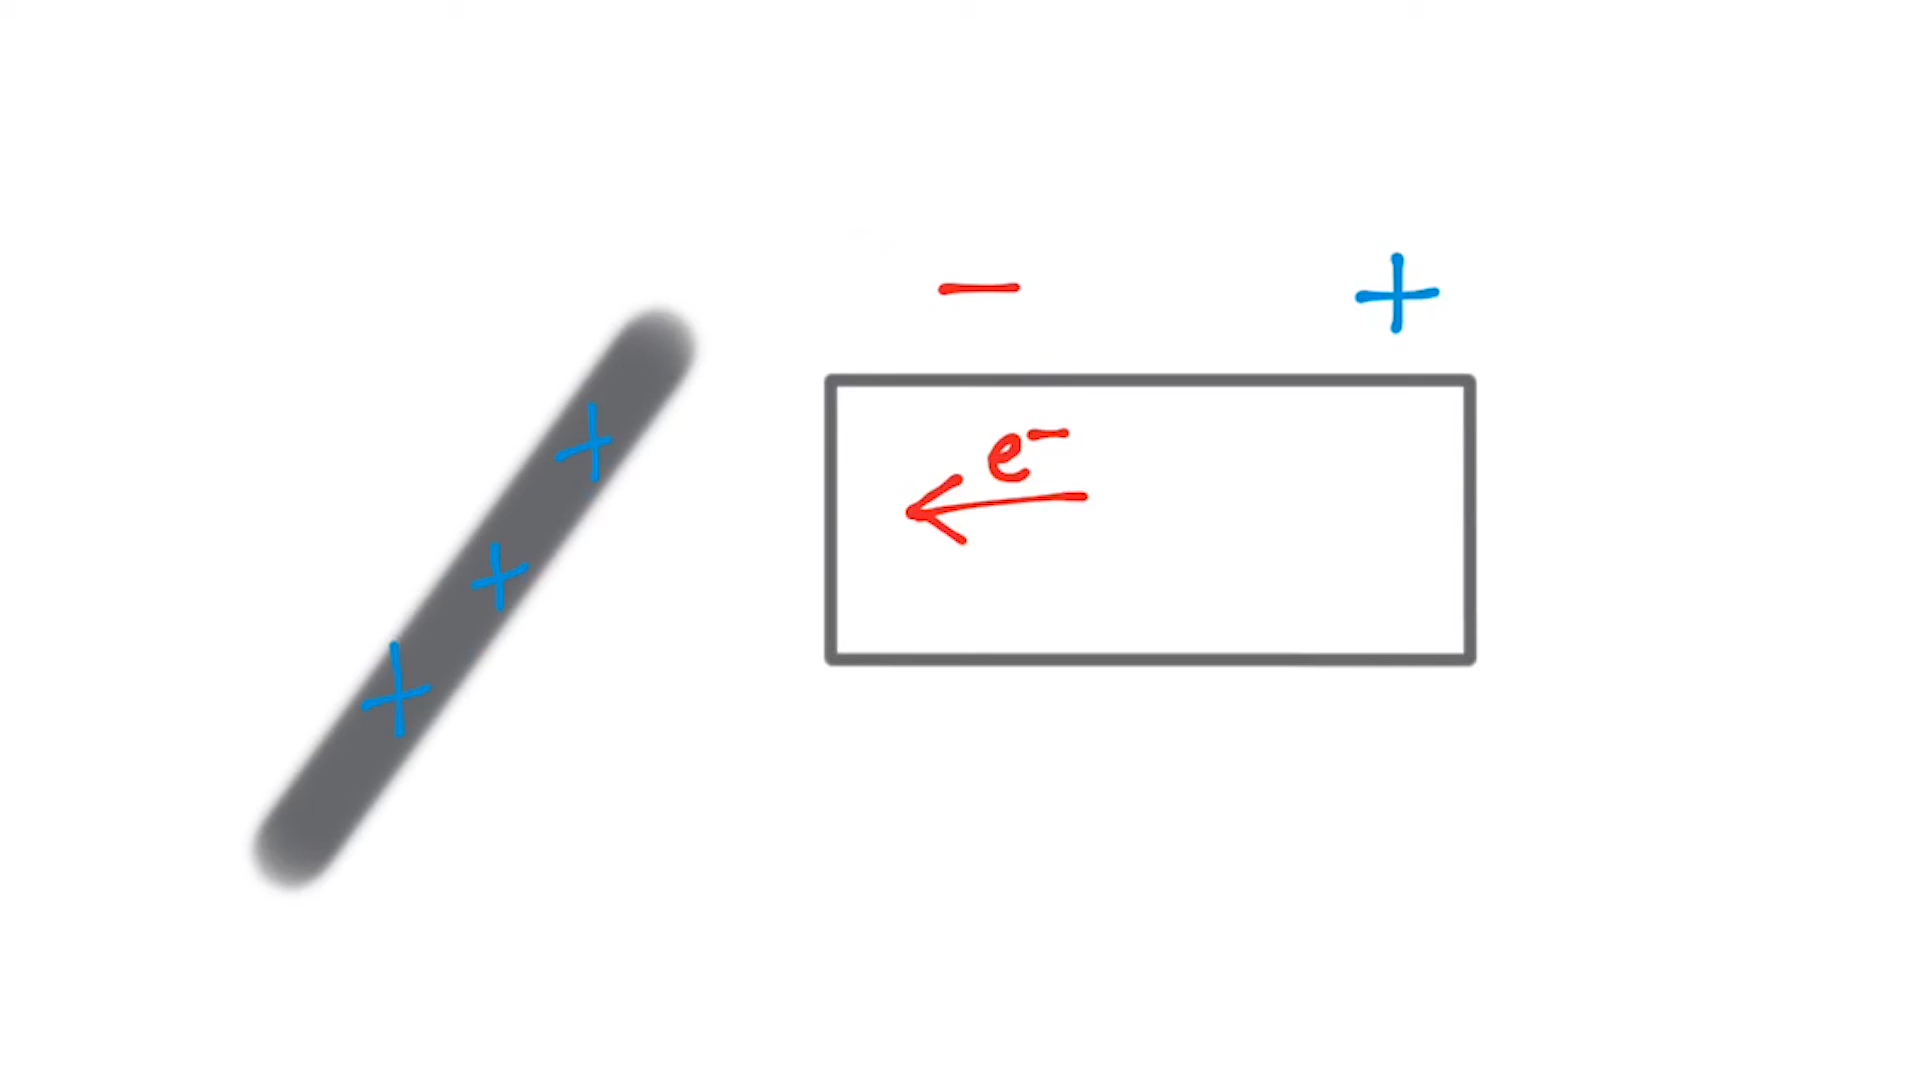 − +
e⁻
+
+
+